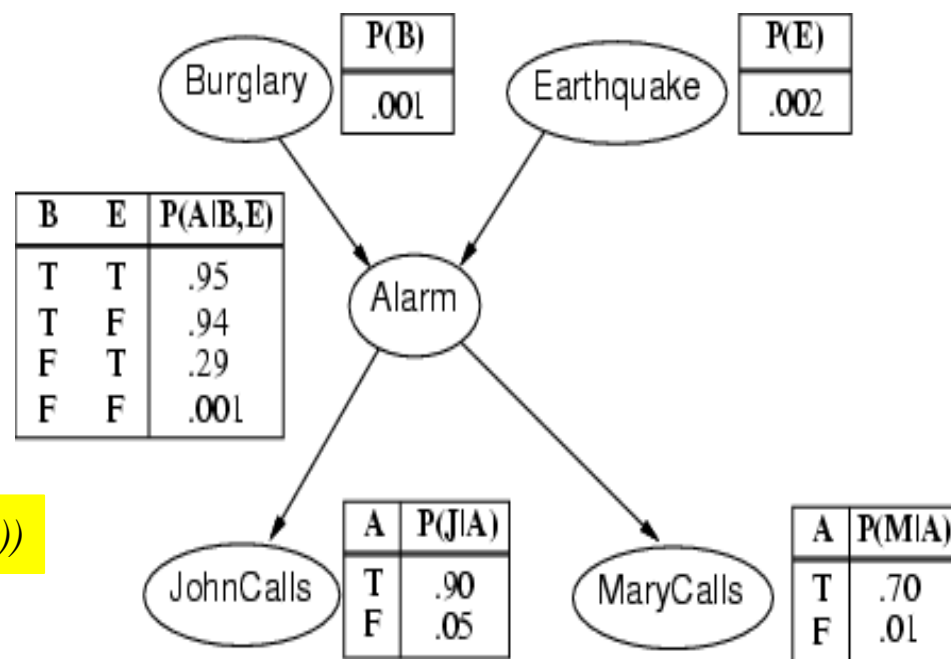 P(B)
Burglary
.001
P(E)
Earthquake
.002
B E P(A|B,E)
T T .95
T F .94
F T .29
F F .001
Alarm
))
JohnCalls
A P(J|A)
T .90
F .05
MaryCalls
A P(M|A)
T .70
F .01